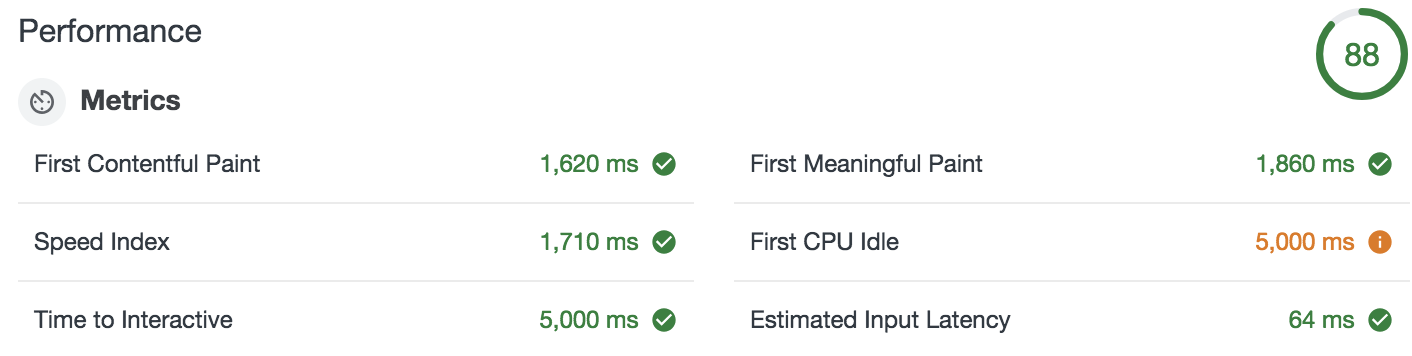 Performance
88
Metrics
First Contentful Paint 1,620 ms
First Meaningful Paint 1,860 ms
Speed Index 1,710 ms
First CPU Idle 5,000 ms
Time to Interactive 5,000 ms
Estimated Input Latency 64 ms